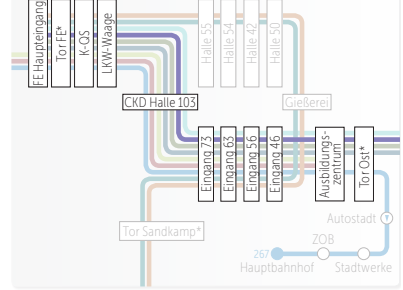 FE Haupteingang
Tor FE*
K-QS
LKW-Waage
Halle 55
Halle 54
Halle 42
Halle 50
CKD Halle 103
Gießerei
Eingang 73
Eingang 63
Eingang 56
Eingang 46
Ausbildungs-
zentrum
Tor Ost*
Tor Sandkamp*
Autostadt
ZOB
267
Hauptbahnhof
Stadtwerke